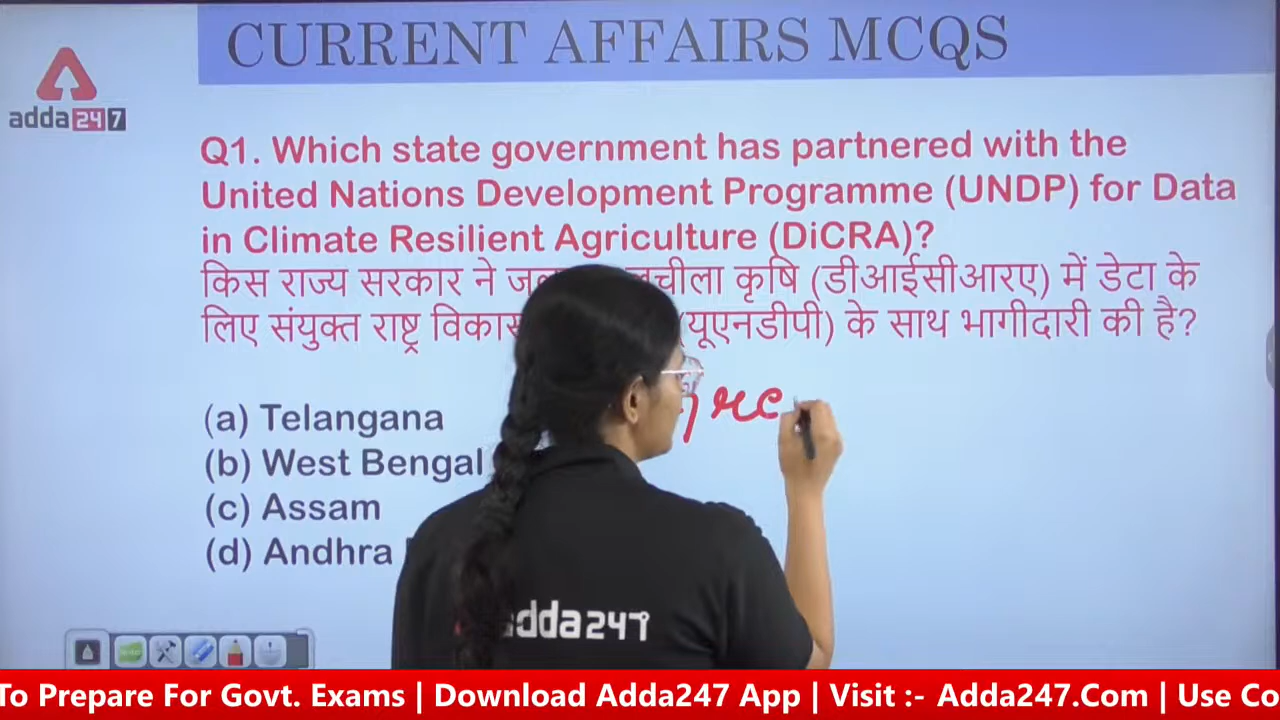 CURRENT AFFAIRS MCQS
adda247
Q1. Which state government has partnered with the
United Nations Development Programme (UNDP) for Data
in Climate Resilient Agriculture (DiCRA)?
किस राज्य सरकार ने कृषि (डीआईसीआरए) में डेटा के
लिए संयुक्त राष्ट्र (यूएनडीपी) के साथ भागीदारी की है?
(a) Telangana
(b) West Bengal
(c) Assam
(d) Andhra
adda247
To Prepare For Govt. Exams | Download Adda247 App | Visit :- Adda247.Com | Use Co